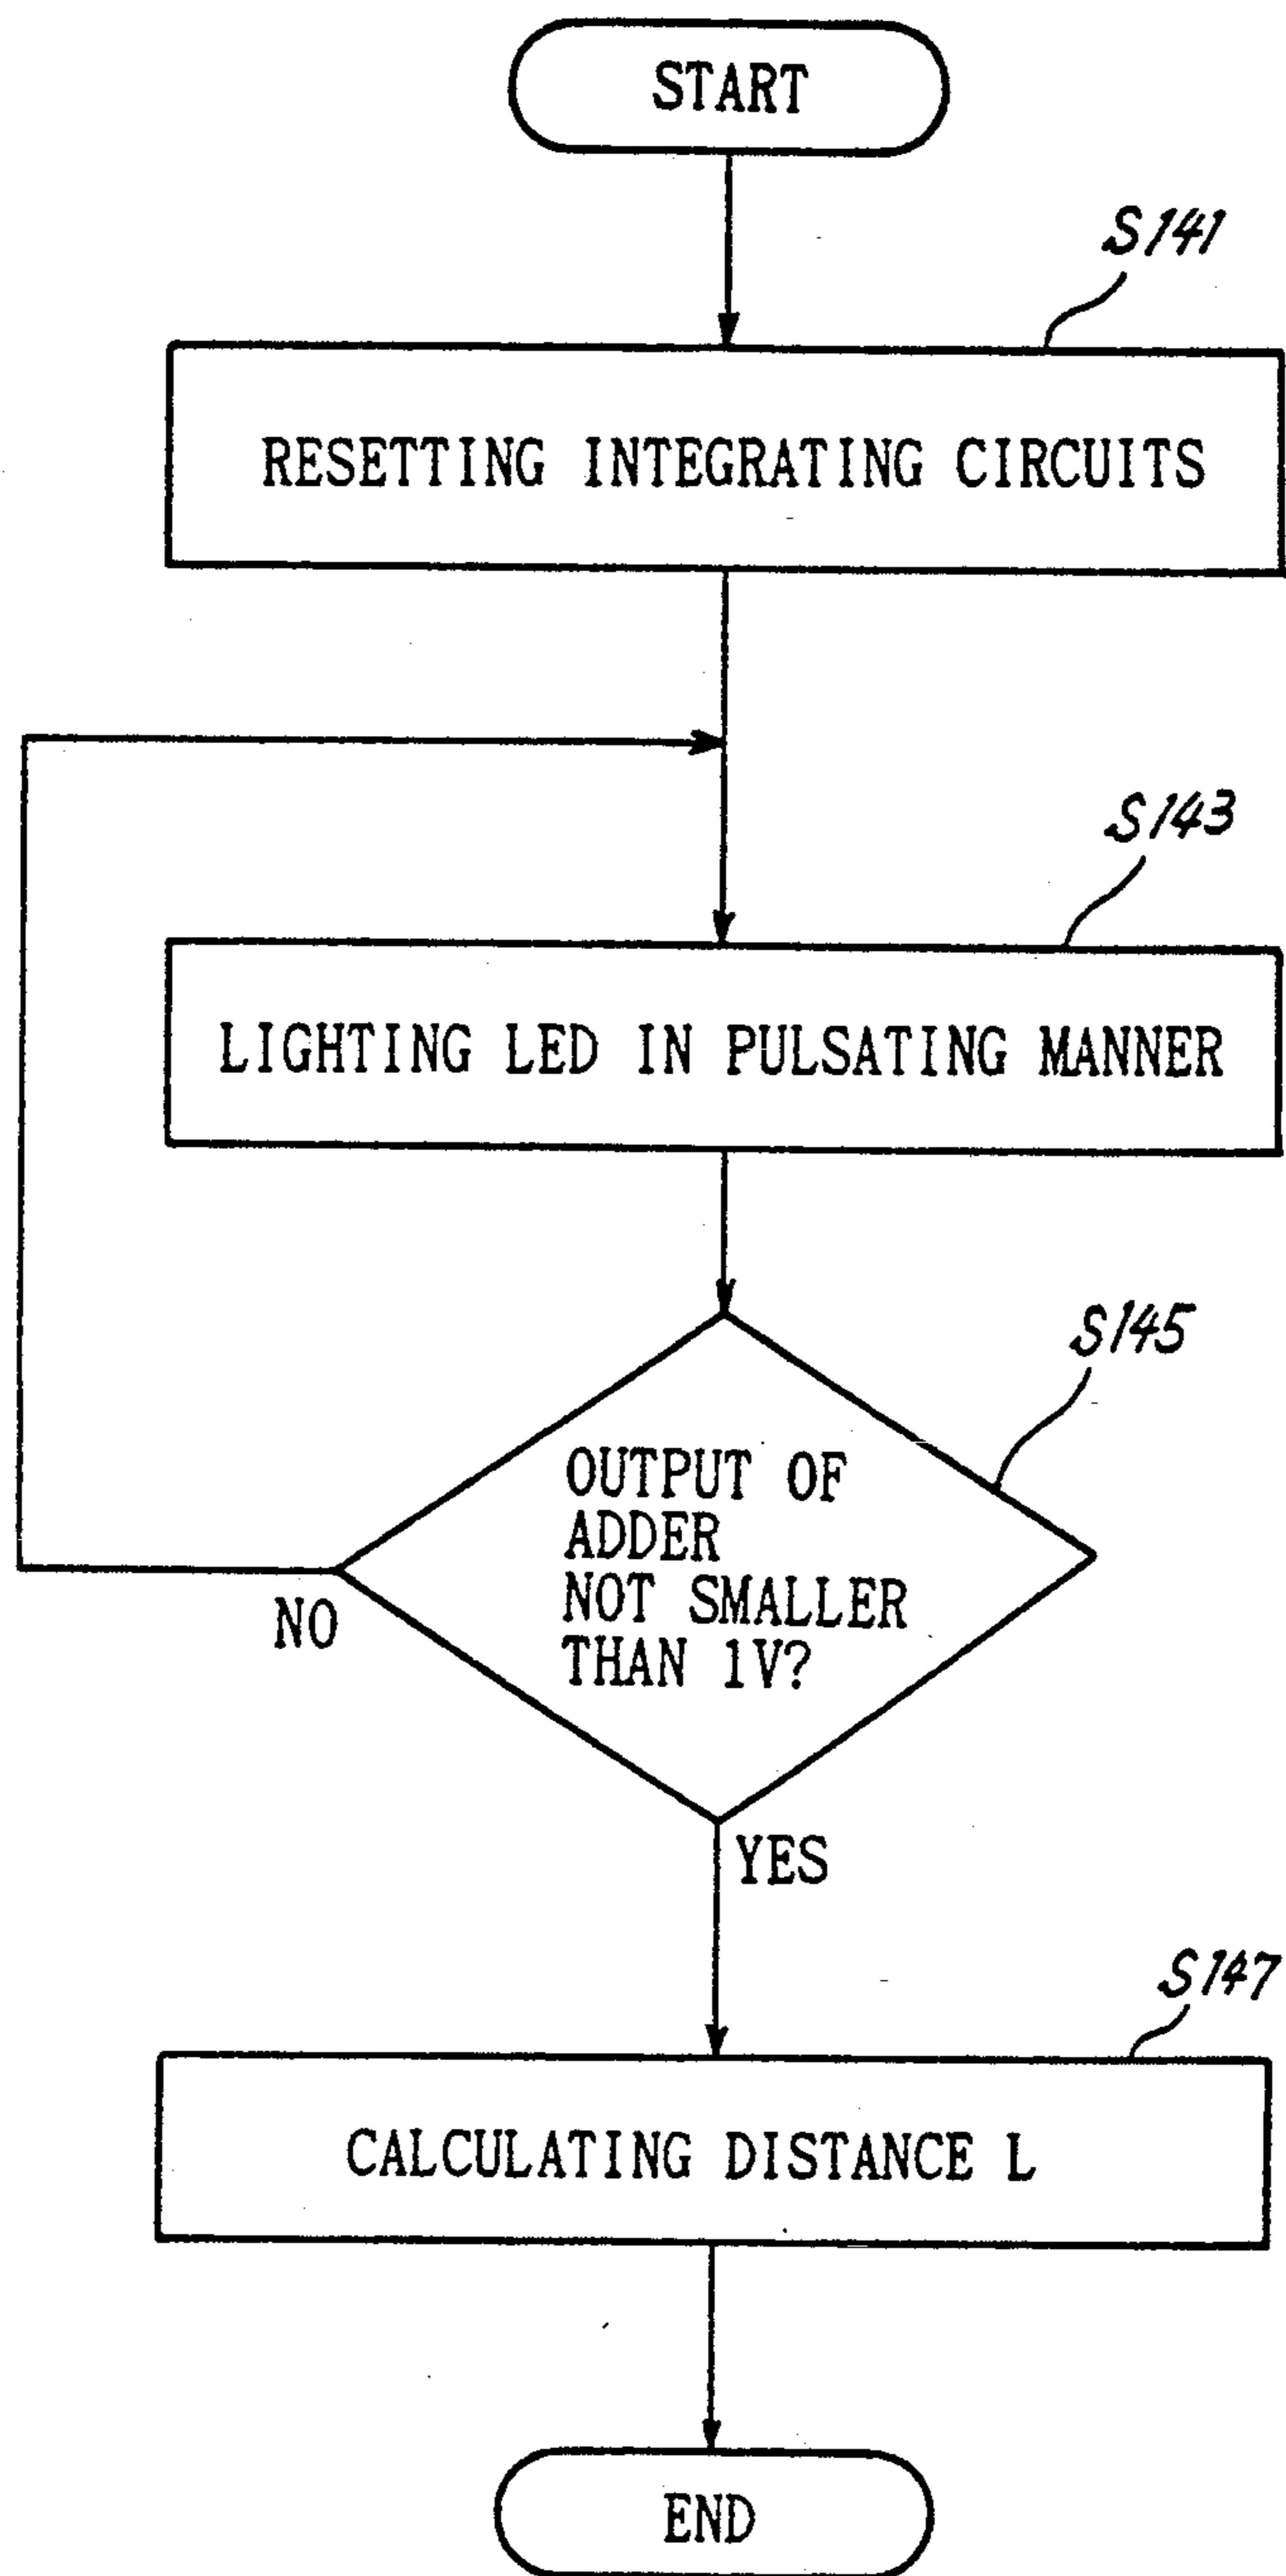 START
S141
RESETTING INTEGRATING CIRCUITS
S143
LIGHTING LED IN PULSATING MANNER
S145
OUTPUT OF
ADDER
NOT SMALLER
THAN 1V?
NO
YES
S147
CALCULATING DISTANCE L
END